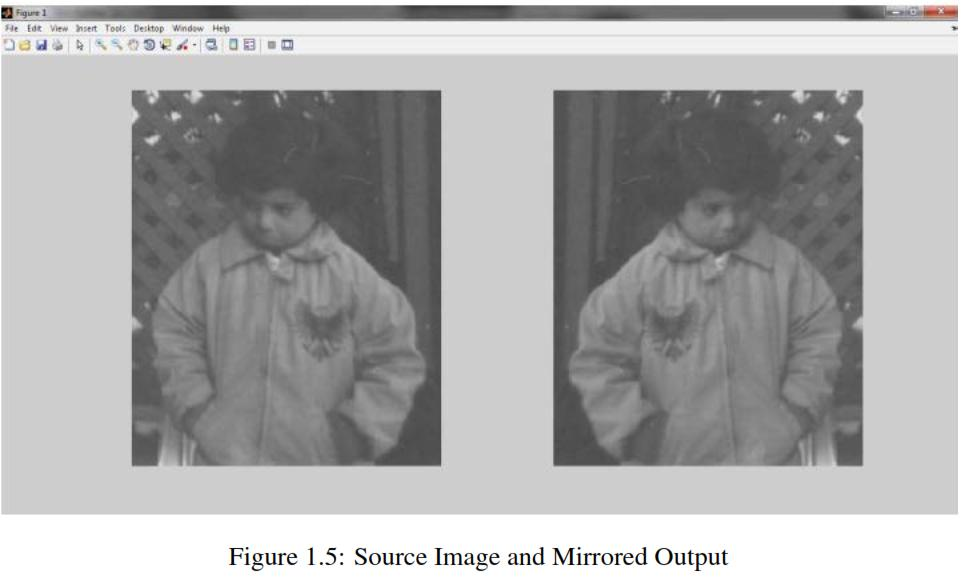 Figure 1
File Edit View Insert Tools Desktop Window Help
Figure 1.5: Source Image and Mirrored Output